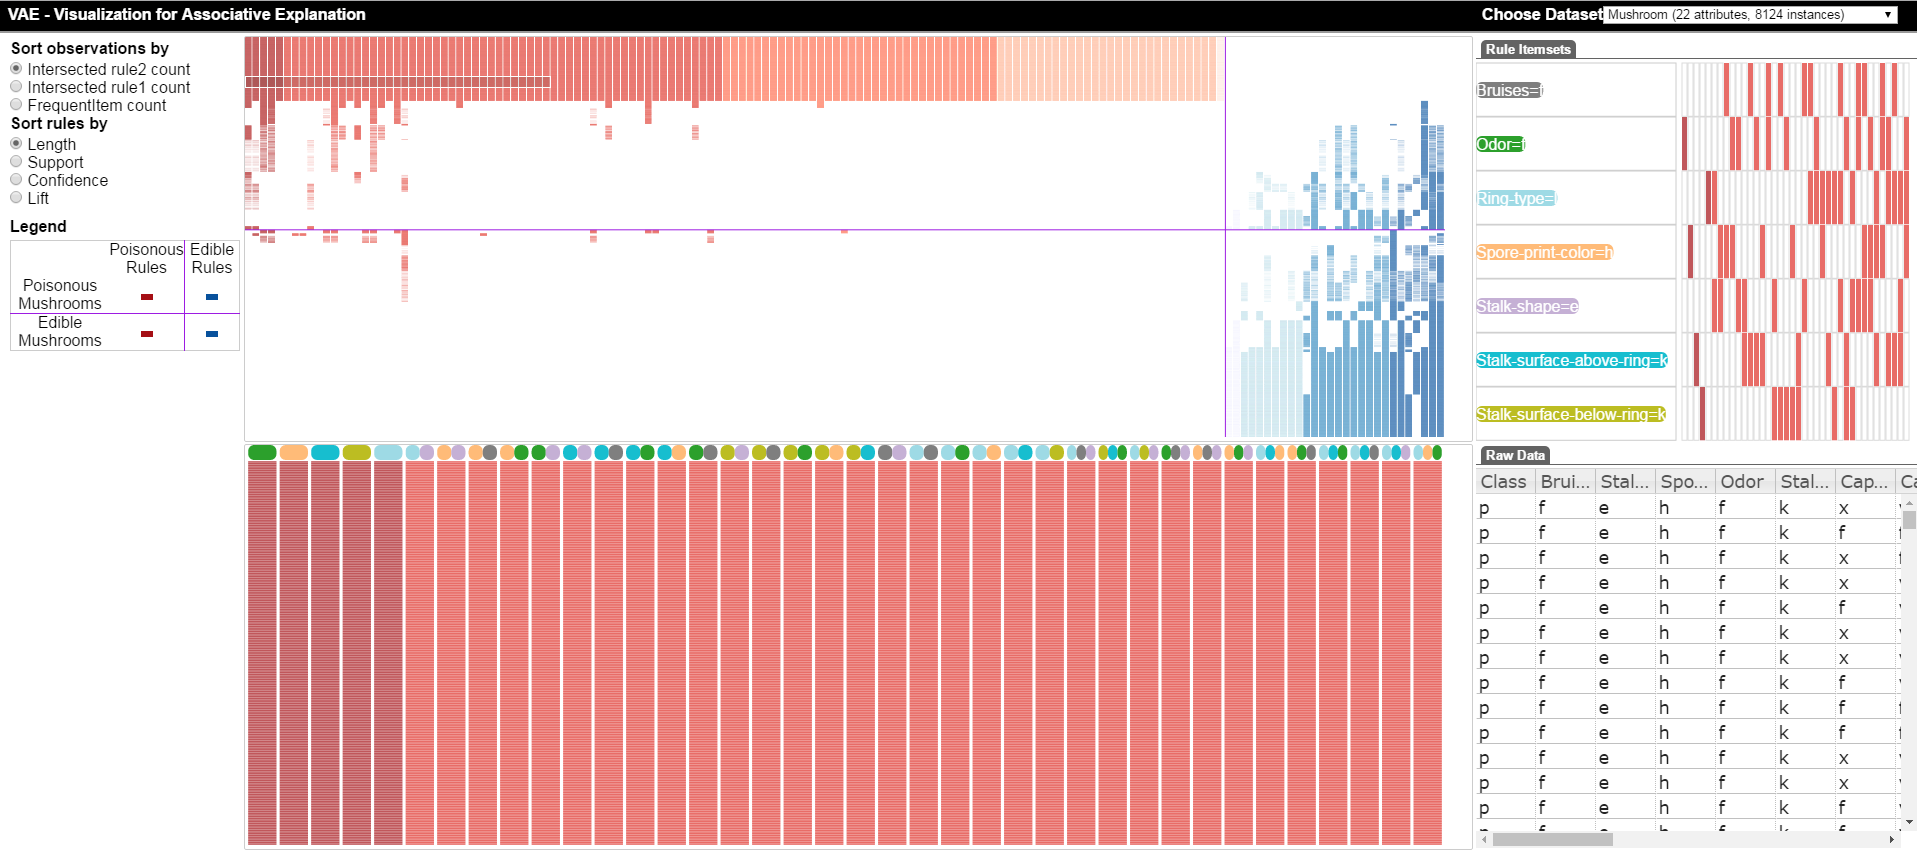 VAE - Visualization for Associative Explanation
Choose Dataset Mushroom (22 attributes, 8124 instances)
Sort observations by
Intersected rule2 count
Intersected rule1 count
FrequentItem count
Sort rules by
Length
Support
Confidence
Lift
Legend
Poisonous Rules Edible Rules
Poisonous Mushrooms
Edible Mushrooms
Rule Itemsets
Bruises=f
Odor=f
Ring-type=
Spore-print-color=h
Stalk-shape=e
Stalk-surface-above-ring=k
Stalk-surface-below-ring=k
Raw Data
Class Brui... Stal... Spo... Odor Stal... Cap... Ca
p f e h f k x
p f e h f k f
p f e h f k x
p f e h f k x
p f e h f k f
p f e h f k x
p f e h f k x
p f e h f k f
p f e h f k f
p f e h f k f
p f e h f k x
p f e h f k x
p f e h f k f